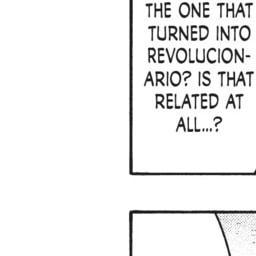 THE ONE THAT
TURNED INTO
REVOLUCION-
ARIO? IS THAT
RELATED AT
ALL...?